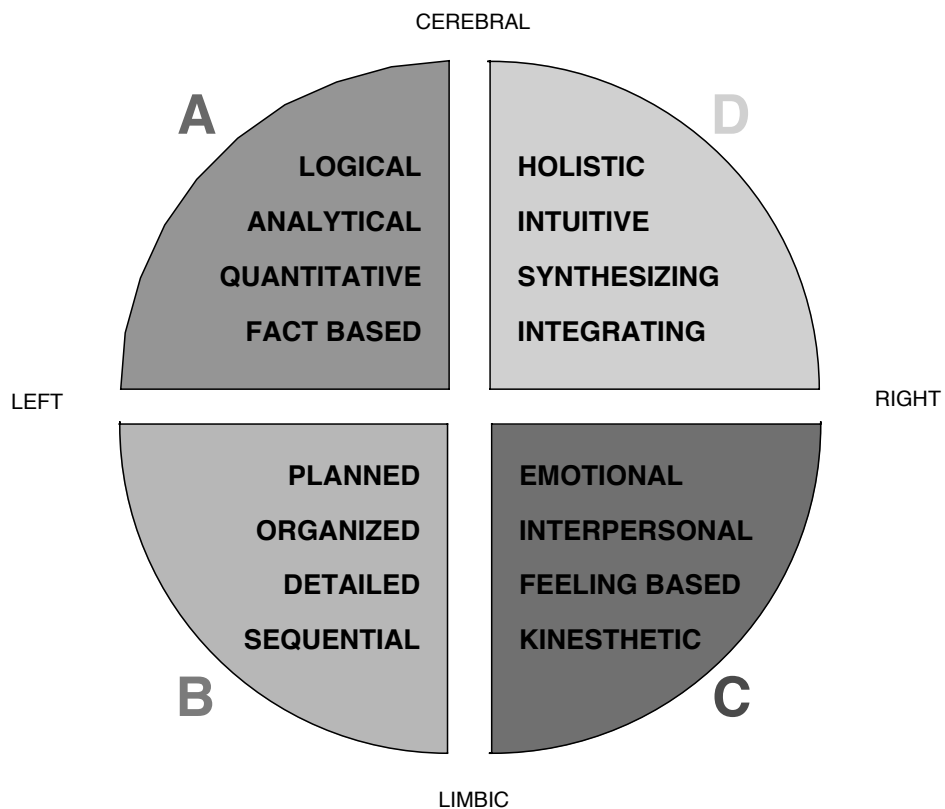 CEREBRAL
A
LOGICAL
ANALYTICAL
QUANTITATIVE
FACT BASED
D
HOLISTIC
INTUITIVE
SYNTHESIZING
INTEGRATING
LEFT
RIGHT
PLANNED
ORGANIZED
DETAILED
SEQUENTIAL
B
EMOTIONAL
INTERPERSONAL
FEELING BASED
KINESTHETIC
C
LIMBIC